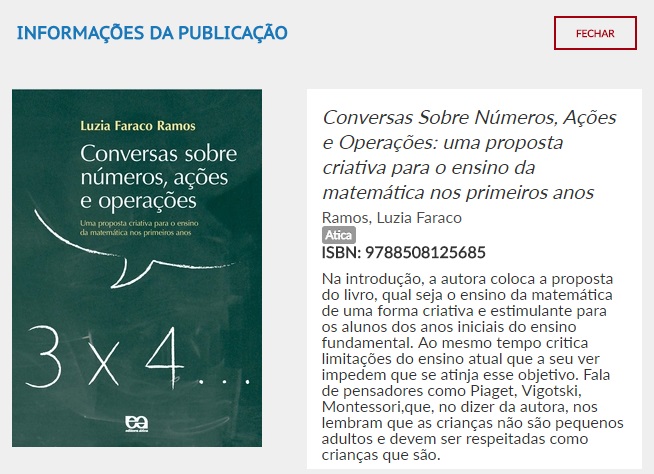 INFORMAÇÕES DA PUBLICAÇÃO
FECHAR
Luzia Faraco Ramos
Conversas sobre
números, ações
e operações
Uma proposta criativa para o ensino
da matemática nos primeiros anos
3 x 4...
editora ática
Conversas Sobre Números, Ações
e Operações: uma proposta
criativa para o ensino da
matemática nos primeiros anos
Ramos, Luzia Faraco
Atica
ISBN: 9788508125685
Na introdução, a autora coloca a proposta
do livro, qual seja o ensino da matemática
de uma forma criativa e estimulante para
os alunos dos anos iniciais do ensino
fundamental. Ao mesmo tempo critica
limitações do ensino atual que a seu ver
impedem que se atinja esse objetivo. Fala
de pensadores como Piaget, Vigotski,
Montessori,que, no dizer da autora, nos
lembram que as crianças não são pequenos
adultos e devem ser respeitadas como
crianças que são.